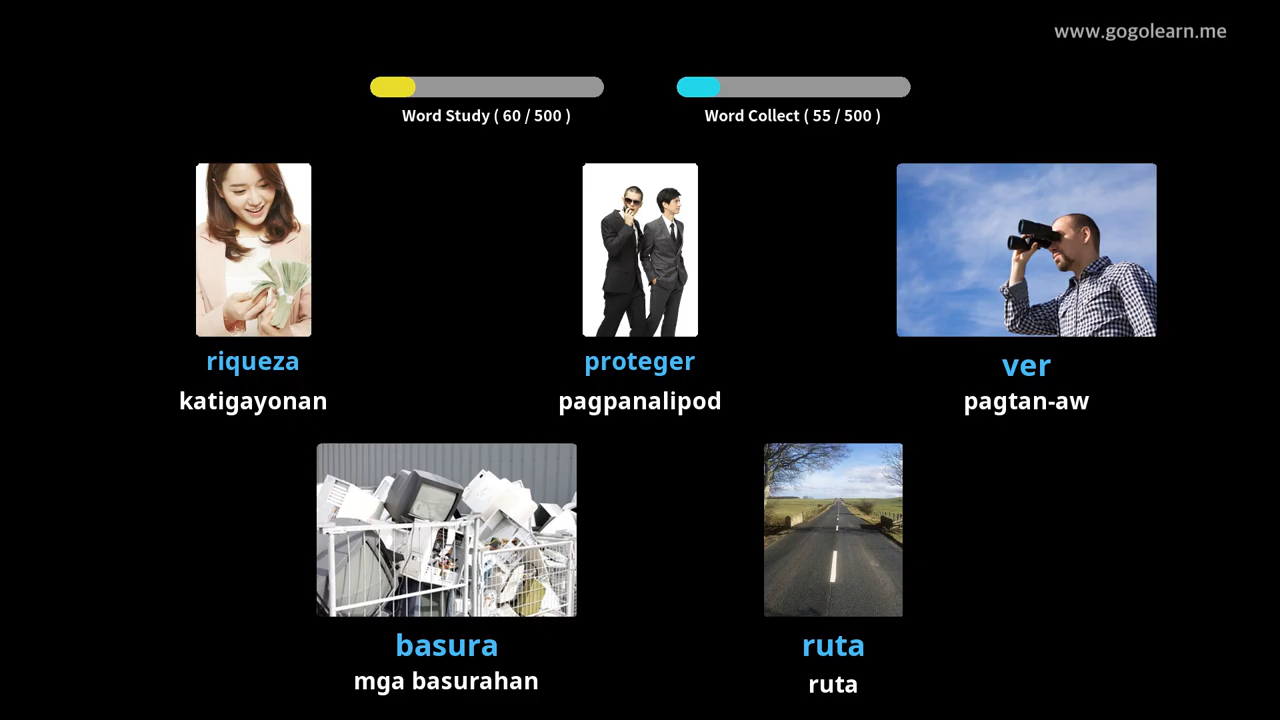 www.gogolearn.me
Word Study ( 60 / 500 )
Word Collect ( 55 / 500 )
riqueza
katigayonan
proteger
pagpanalipod
ver
pagtan-aw
basura
mga basurahan
ruta
ruta